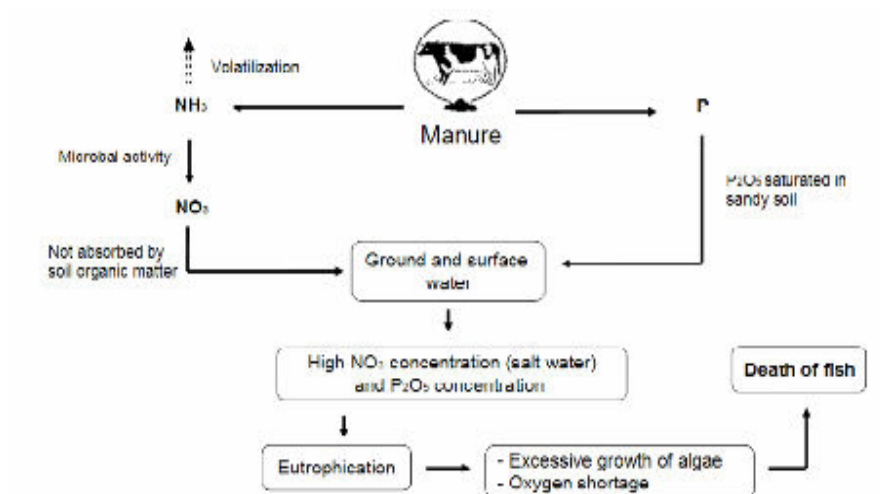 Volatilization
NH₃
Manure
P
Microbal activity
P₂O₅ saturated in
sandy soil
NO₃
Not absorbed by
soil organic matter
Ground and surface
water
High NO₃ concentration (salt water)
and P₂O₅ concentration
Death of fish
Eutrophication
- Excessive growth of algae
- Oxygen shortage